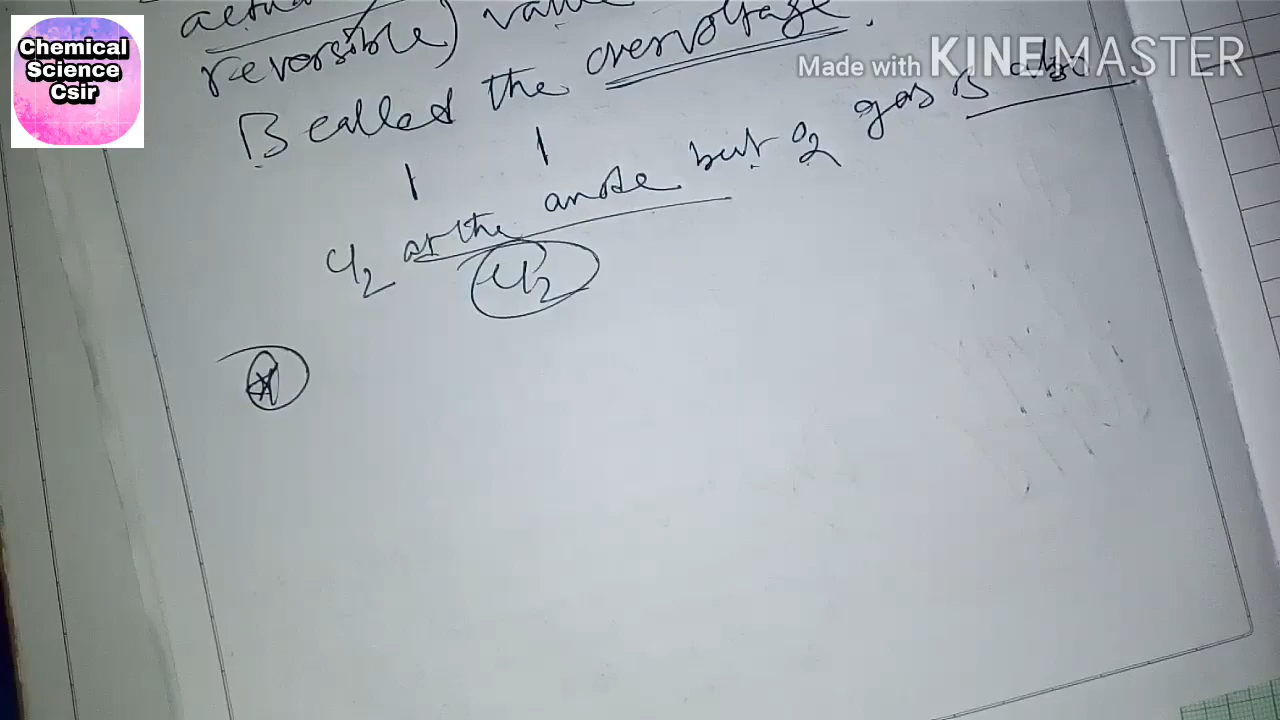 Chemical
Science
Csir
Made with KINEMASTER
reversible) value
is called the overvoltage.
Cl2 at the anode but O2 gas is also
Cl2